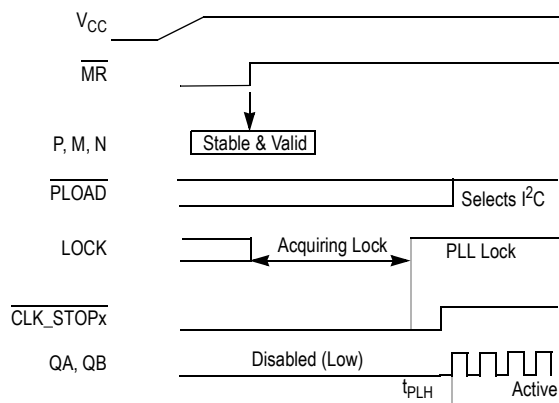 VCC
MR
P, M, N
Stable & Valid
PLOAD
Selects I²C
LOCK
Acquiring Lock
PLL Lock
CLK_STOPx
QA, QB
Disabled (Low)
tPLH
Active